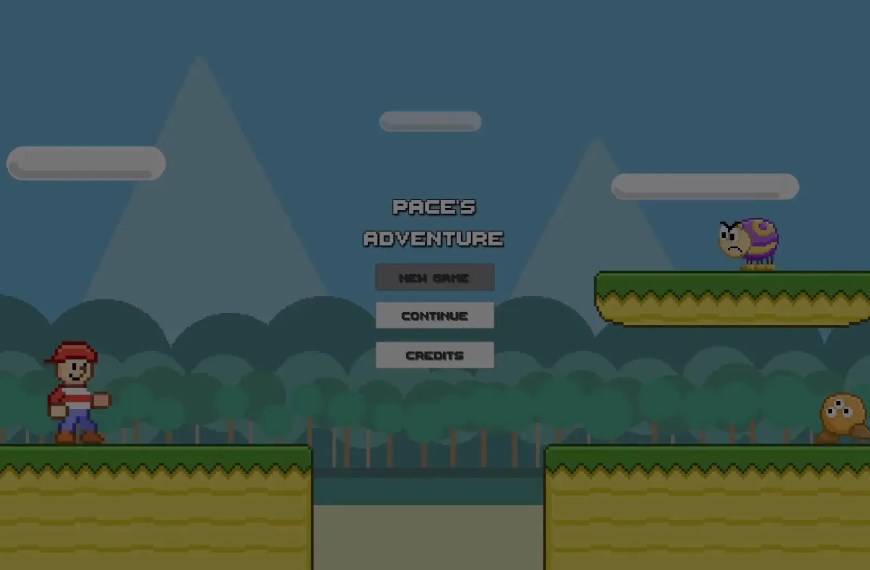 PACE'S
ADVENTURE
NEW GAME
CONTINUE
CREDITS